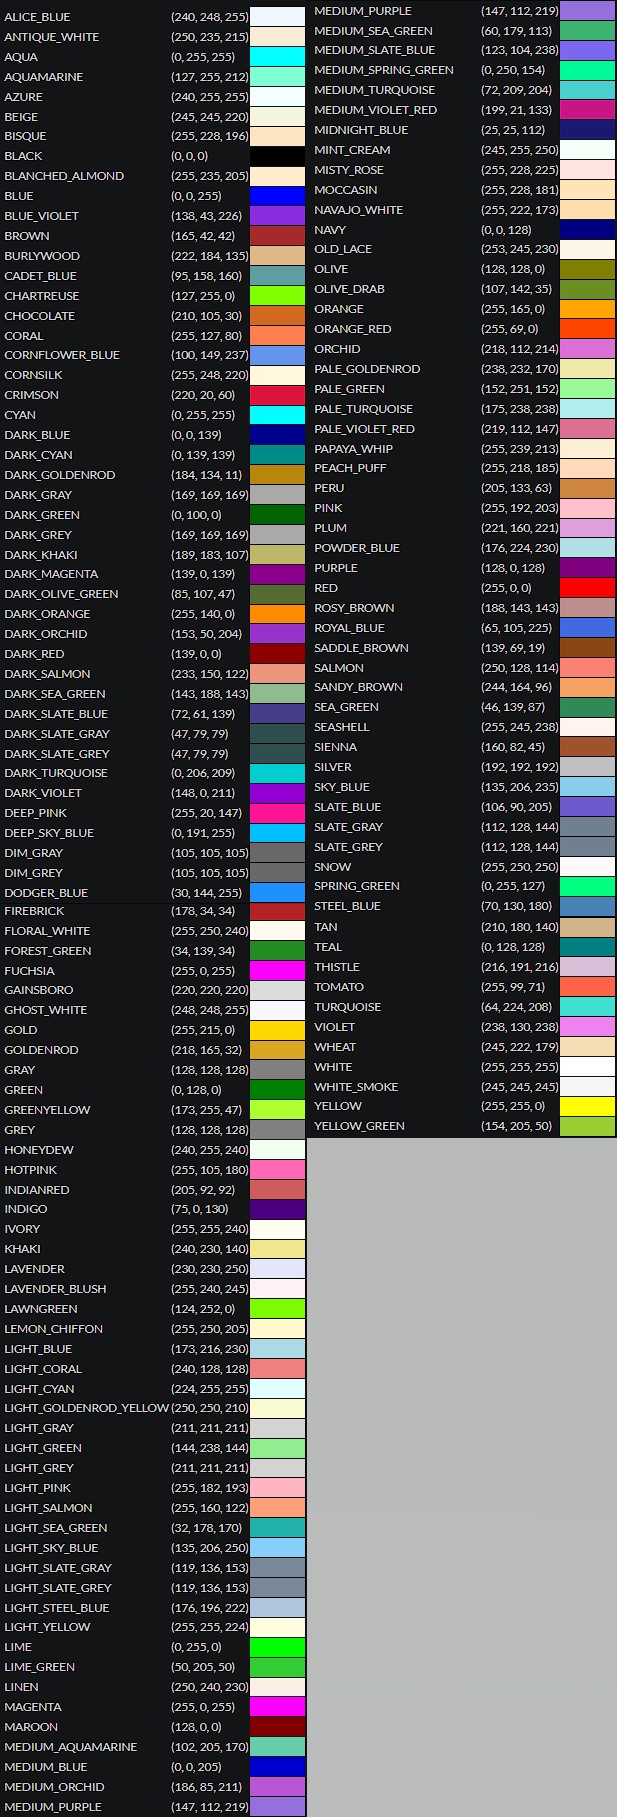 ALICE_BLUE (240, 248, 255)
ANTIQUE_WHITE (250, 235, 215)
AQUA (0, 255, 255)
AQUAMARINE (127, 255, 212)
AZURE (240, 255, 255)
BEIGE (245, 245, 220)
BISQUE (255, 228, 196)
BLACK (0, 0, 0)
BLANCHED_ALMOND (255, 235, 205)
BLUE (0, 0, 255)
BLUE_VIOLET (138, 43, 226)
BROWN (165, 42, 42)
BURLYWOOD (222, 184, 135)
CADET_BLUE (95, 158, 160)
CHARTREUSE (127, 255, 0)
CHOCOLATE (210, 105, 30)
CORAL (255, 127, 80)
CORNFLOWER_BLUE (100, 149, 237)
CORNSILK (255, 248, 220)
CRIMSON (220, 20, 60)
CYAN (0, 255, 255)
DARK_BLUE (0, 0, 139)
DARK_CYAN (0, 139, 139)
DARK_GOLDENROD (184, 134, 11)
DARK_GRAY (169, 169, 169)
DARK_GREEN (0, 100, 0)
DARK_GREY (169, 169, 169)
DARK_KHAKI (189, 183, 107)
DARK_MAGENTA (139, 0, 139)
DARK_OLIVE_GREEN (85, 107, 47)
DARK_ORANGE (255, 140, 0)
DARK_ORCHID (153, 50, 204)
DARK_RED (139, 0, 0)
DARK_SALMON (233, 150, 122)
DARK_SEA_GREEN (143, 188, 143)
DARK_SLATE_BLUE (72, 61, 139)
DARK_SLATE_GRAY (47, 79, 79)
DARK_SLATE_GREY (47, 79, 79)
DARK_TURQUOISE (0, 206, 209)
DARK_VIOLET (148, 0, 211)
DEEP_PINK (255, 20, 147)
DEEP_SKY_BLUE (0, 191, 255)
DIM_GRAY (105, 105, 105)
DIM_GREY (105, 105, 105)
DODGER_BLUE (30, 144, 255)
FIREBRICK (178, 34, 34)
FLORAL_WHITE (255, 250, 240)
FOREST_GREEN (34, 139, 34)
FUCHSIA (255, 0, 255)
GAINSBORO (220, 220, 220)
GHOST_WHITE (248, 248, 255)
GOLD (255, 215, 0)
GOLDENROD (218, 165, 32)
GRAY (128, 128, 128)
GREEN (0, 128, 0)
GREENYELLOW (173, 255, 47)
GREY (128, 128, 128)
HONEYDEW (240, 255, 240)
HOTPINK (255, 105, 180)
INDIANRED (205, 92, 92)
INDIGO (75, 0, 130)
IVORY (255, 255, 240)
KHAKI (240, 230, 140)
LAVENDER (230, 230, 250)
LAVENDER_BLUSH (255, 240, 245)
LAWNGREEN (124, 252, 0)
LEMON_CHIFFON (255, 250, 205)
LIGHT_BLUE (173, 216, 230)
LIGHT_CORAL (240, 128, 128)
LIGHT_CYAN (224, 255, 255)
LIGHT_GOLDENROD_YELLOW (250, 250, 210)
LIGHT_GRAY (211, 211, 211)
LIGHT_GREEN (144, 238, 144)
LIGHT_GREY (211, 211, 211)
LIGHT_PINK (255, 182, 193)
LIGHT_SALMON (255, 160, 122)
LIGHT_SEA_GREEN (32, 178, 170)
LIGHT_SKY_BLUE (135, 206, 250)
LIGHT_SLATE_GRAY (119, 136, 153)
LIGHT_SLATE_GREY (119, 136, 153)
LIGHT_STEEL_BLUE (176, 196, 222)
LIGHT_YELLOW (255, 255, 224)
LIME (0, 255, 0)
LIME_GREEN (50, 205, 50)
LINEN (250, 240, 230)
MAGENTA (255, 0, 255)
MAROON (128, 0, 0)
MEDIUM_AQUAMARINE (102, 205, 170)
MEDIUM_BLUE (0, 0, 205)
MEDIUM_ORCHID (186, 85, 211)
MEDIUM_PURPLE (147, 112, 219)
MEDIUM_PURPLE (147, 112, 219)
MEDIUM_SEA_GREEN (60, 179, 113)
MEDIUM_SLATE_BLUE (123, 104, 238)
MEDIUM_SPRING_GREEN (0, 250, 154)
MEDIUM_TURQUOISE (72, 209, 204)
MEDIUM_VIOLET_RED (199, 21, 133)
MIDNIGHT_BLUE (25, 25, 112)
MINT_CREAM (245, 255, 250)
MISTY_ROSE (255, 228, 225)
MOCCASIN (255, 228, 181)
NAVAJO_WHITE (255, 222, 173)
NAVY (0, 0, 128)
OLD_LACE (253, 245, 230)
OLIVE (128, 128, 0)
OLIVE_DRAB (107, 142, 35)
ORANGE (255, 165, 0)
ORANGE_RED (255, 69, 0)
ORCHID (218, 112, 214)
PALE_GOLDENROD (238, 232, 170)
PALE_GREEN (152, 251, 152)
PALE_TURQUOISE (175, 238, 238)
PALE_VIOLET_RED (219, 112, 147)
PAPAYA_WHIP (255, 239, 213)
PEACH_PUFF (255, 218, 185)
PERU (205, 133, 63)
PINK (255, 192, 203)
PLUM (221, 160, 221)
POWDER_BLUE (176, 224, 230)
PURPLE (128, 0, 128)
RED (255, 0, 0)
ROSY_BROWN (188, 143, 143)
ROYAL_BLUE (65, 105, 225)
SADDLE_BROWN (139, 69, 19)
SALMON (250, 128, 114)
SANDY_BROWN (244, 164, 96)
SEA_GREEN (46, 139, 87)
SEASHELL (255, 245, 238)
SIENNA (160, 82, 45)
SILVER (192, 192, 192)
SKY_BLUE (135, 206, 235)
SLATE_BLUE (106, 90, 205)
SLATE_GRAY (112, 128, 144)
SLATE_GREY (112, 128, 144)
SNOW (255, 250, 250)
SPRING_GREEN (0, 255, 127)
STEEL_BLUE (70, 130, 180)
TAN (210, 180, 140)
TEAL (0, 128, 128)
THISTLE (216, 191, 216)
TOMATO (255, 99, 71)
TURQUOISE (64, 224, 208)
VIOLET (238, 130, 238)
WHEAT (245, 222, 179)
WHITE (255, 255, 255)
WHITE_SMOKE (245, 245, 245)
YELLOW (255, 255, 0)
YELLOW_GREEN (154, 205, 50)